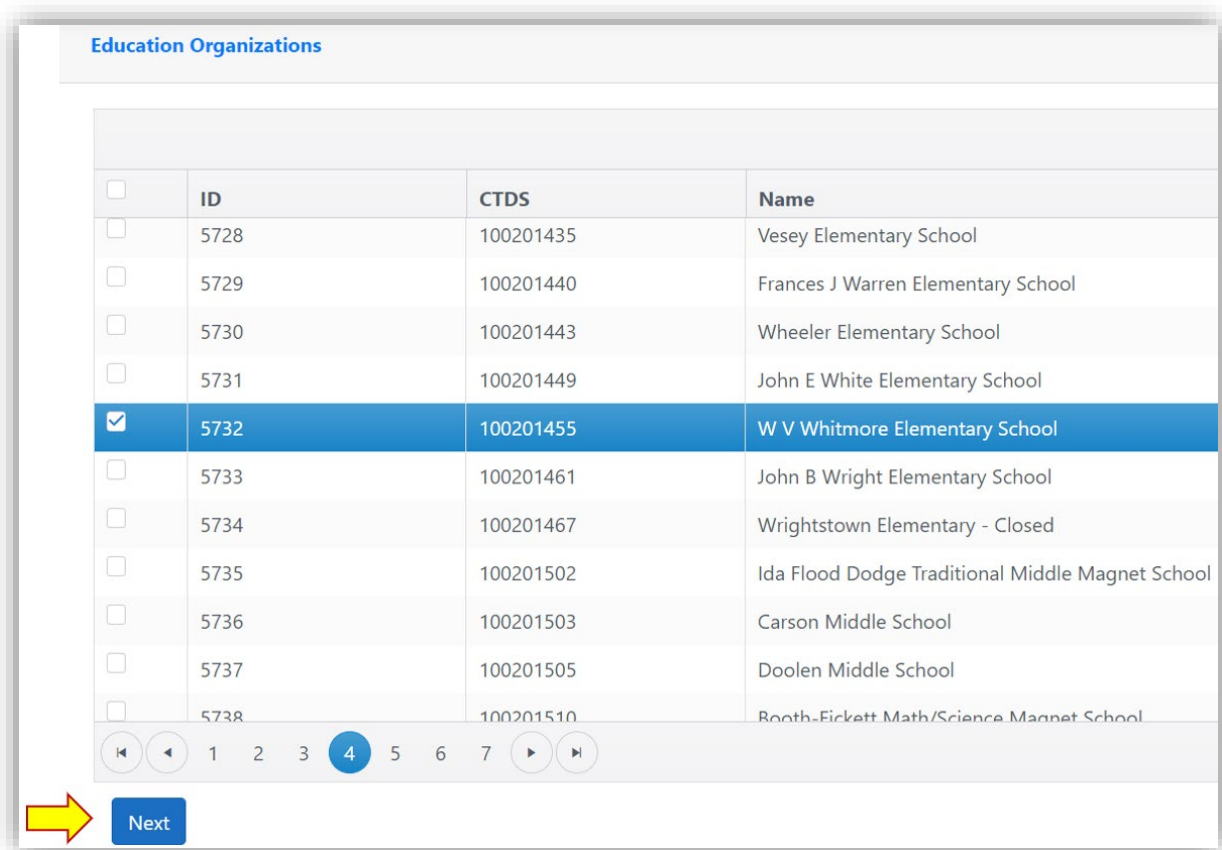 Education Organizations
ID CTDS Name
5728 100201435 Vesey Elementary School
5729 100201440 Frances J Warren Elementary School
5730 100201443 Wheeler Elementary School
5731 100201449 John E White Elementary School
5732 100201455 W V Whitmore Elementary School
5733 100201461 John B Wright Elementary School
5734 100201467 Wrightstown Elementary - Closed
5735 100201502 Ida Flood Dodge Traditional Middle Magnet School
5736 100201503 Carson Middle School
5737 100201505 Doolen Middle School
5738 100201510 Booth-Fickett Math/Science Magnet School
1 2 3 4 5 6 7
Next